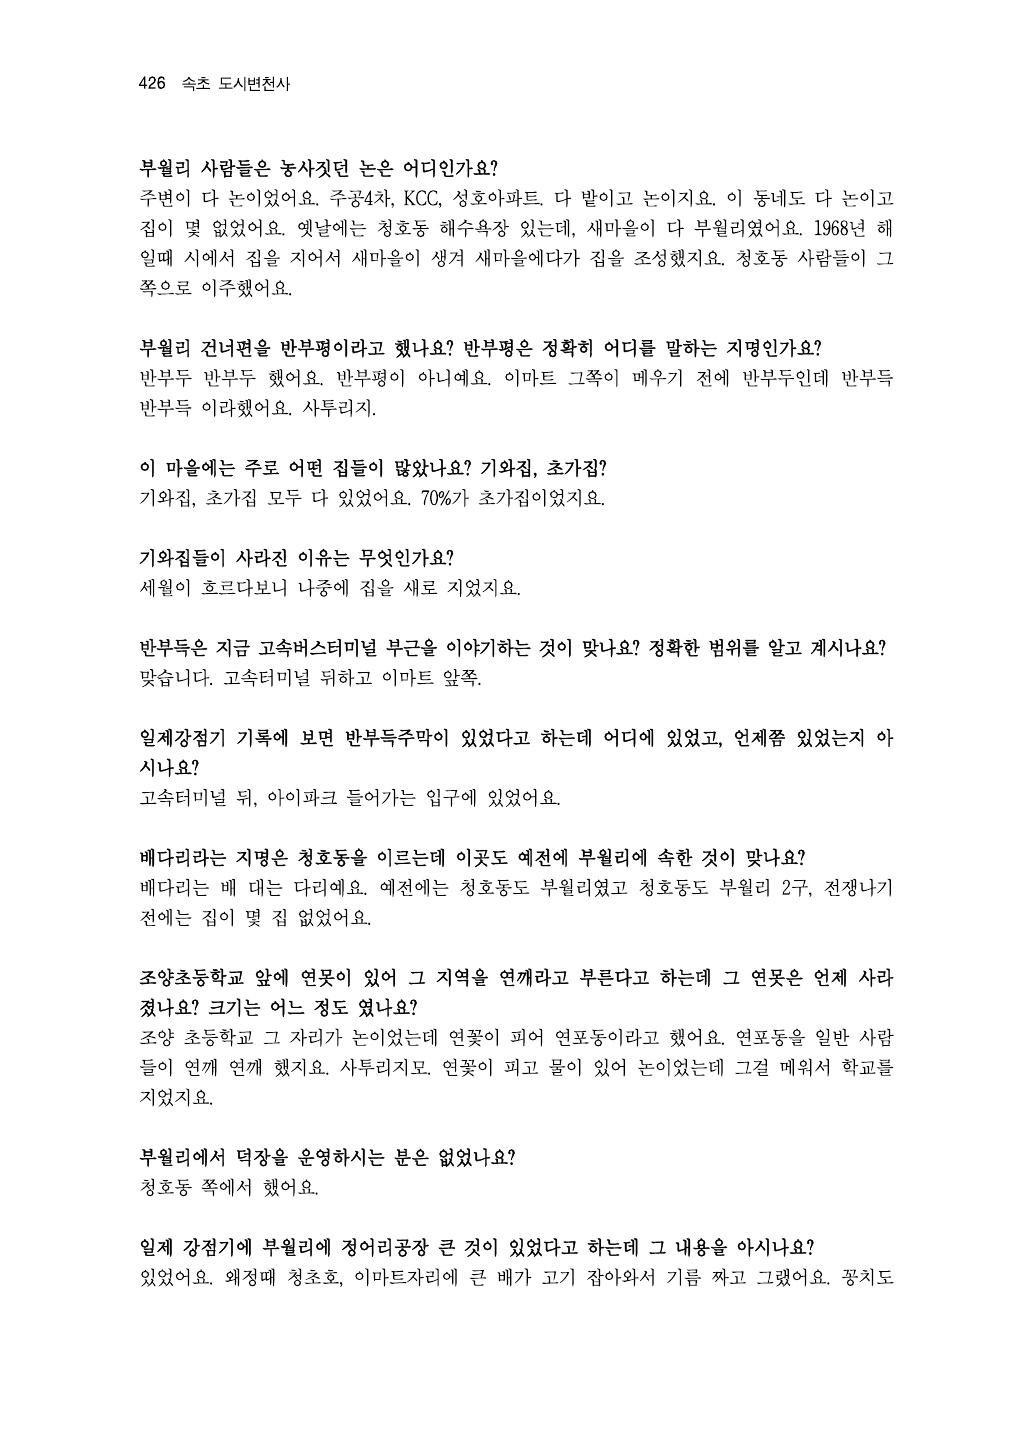 426 속초 도시변천사
부월리 사람들은 농사짓던 논은 어디인가요?
주변이 다 논이었어요. 주공4차, KCC, 성호아파트. 다 밭이고 논이지요. 이 동네도 다 논이고
집이 몇 없었어요. 옛날에는 청호동 해수욕장 있는데, 새마을이 다 부월리였어요. 1968년 해
일때 시에서 집을 지어서 새마을이 생겨 새마을에다가 집을 조성했지요. 청호동 사람들이 그
쪽으로 이주했어요.
부월리 건너편을 반부평이라고 했나요? 반부평은 정확히 어디를 말하는 지명인가요?
반부두 반부두 했어요. 반부평이 아니예요. 이마트 그쪽이 메우기 전에 반부두인데 반부득
반부득 이라했어요. 사투리지.
이 마을에는 주로 어떤 집들이 많았나요? 기와집, 초가집?
기와집, 초가집 모두 다 있었어요. 70%가 초가집이었지요.
기와집들이 사라진 이유는 무엇인가요?
세월이 흐르다보니 나중에 집을 새로 지었지요.
반부득은 지금 고속버스터미널 부근을 이야기하는 것이 맞나요? 정확한 범위를 알고 계시나요?
맞습니다. 고속터미널 뒤하고 이마트 앞쪽.
일제강점기 기록에 보면 반부득주막이 있었다고 하는데 어디에 있었고, 언제쯤 있었는지 아
시나요?
고속터미널 뒤, 아이파크 들어가는 입구에 있었어요.
배다리라는 지명은 청호동을 이르는데 이곳도 예전에 부월리에 속한 것이 맞나요?
배다리는 배 대는 다리예요. 예전에는 청호동도 부월리였고 청호동도 부월리 2구, 전쟁나기
전에는 집이 몇 집 없었어요.
조양초등학교 앞에 연못이 있어 그 지역을 연깨라고 부른다고 하는데 그 연못은 언제 사라
졌나요? 크기는 어느 정도 였나요?
조양 초등학교 그 자리가 논이었는데 연꽃이 피어 연포동이라고 했어요. 연포동을 일반 사람
들이 연깨 연깨 했지요. 사투리지모. 연꽃이 피고 물이 있어 논이었는데 그걸 메워서 학교를
지었지요.
부월리에서 덕장을 운영하시는 분은 없었나요?
청호동 쪽에서 했어요.
일제 강점기에 부월리에 정어리공장 큰 것이 있었다고 하는데 그 내용을 아시나요?
있었어요. 왜정때 청초호, 이마트자리에 큰 배가 고기 잡아와서 기름 짜고 그랬어요. 꽁치도